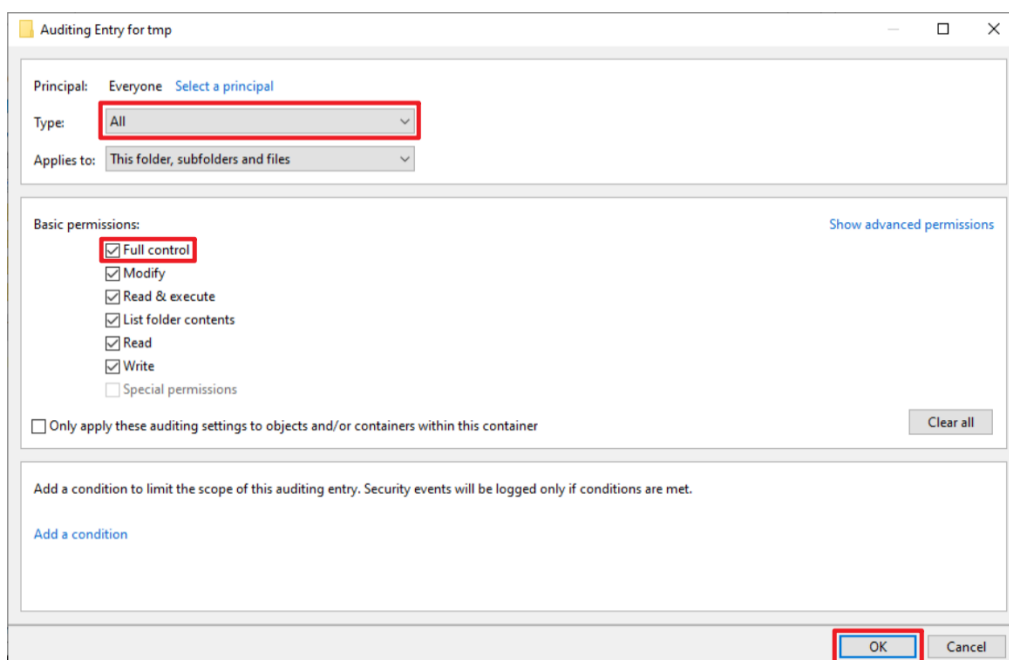 Auditing Entry for tmp
Principal: Everyone Select a principal
Type: All
Applies to: This folder, subfolders and files
Basic permissions: Show advanced permissions
Full control
Modify
Read & execute
List folder contents
Read
Write
Special permissions
Only apply these auditing settings to objects and/or containers within this container Clear all
Add a condition to limit the scope of this auditing entry. Security events will be logged only if conditions are met.
Add a condition
OK Cancel